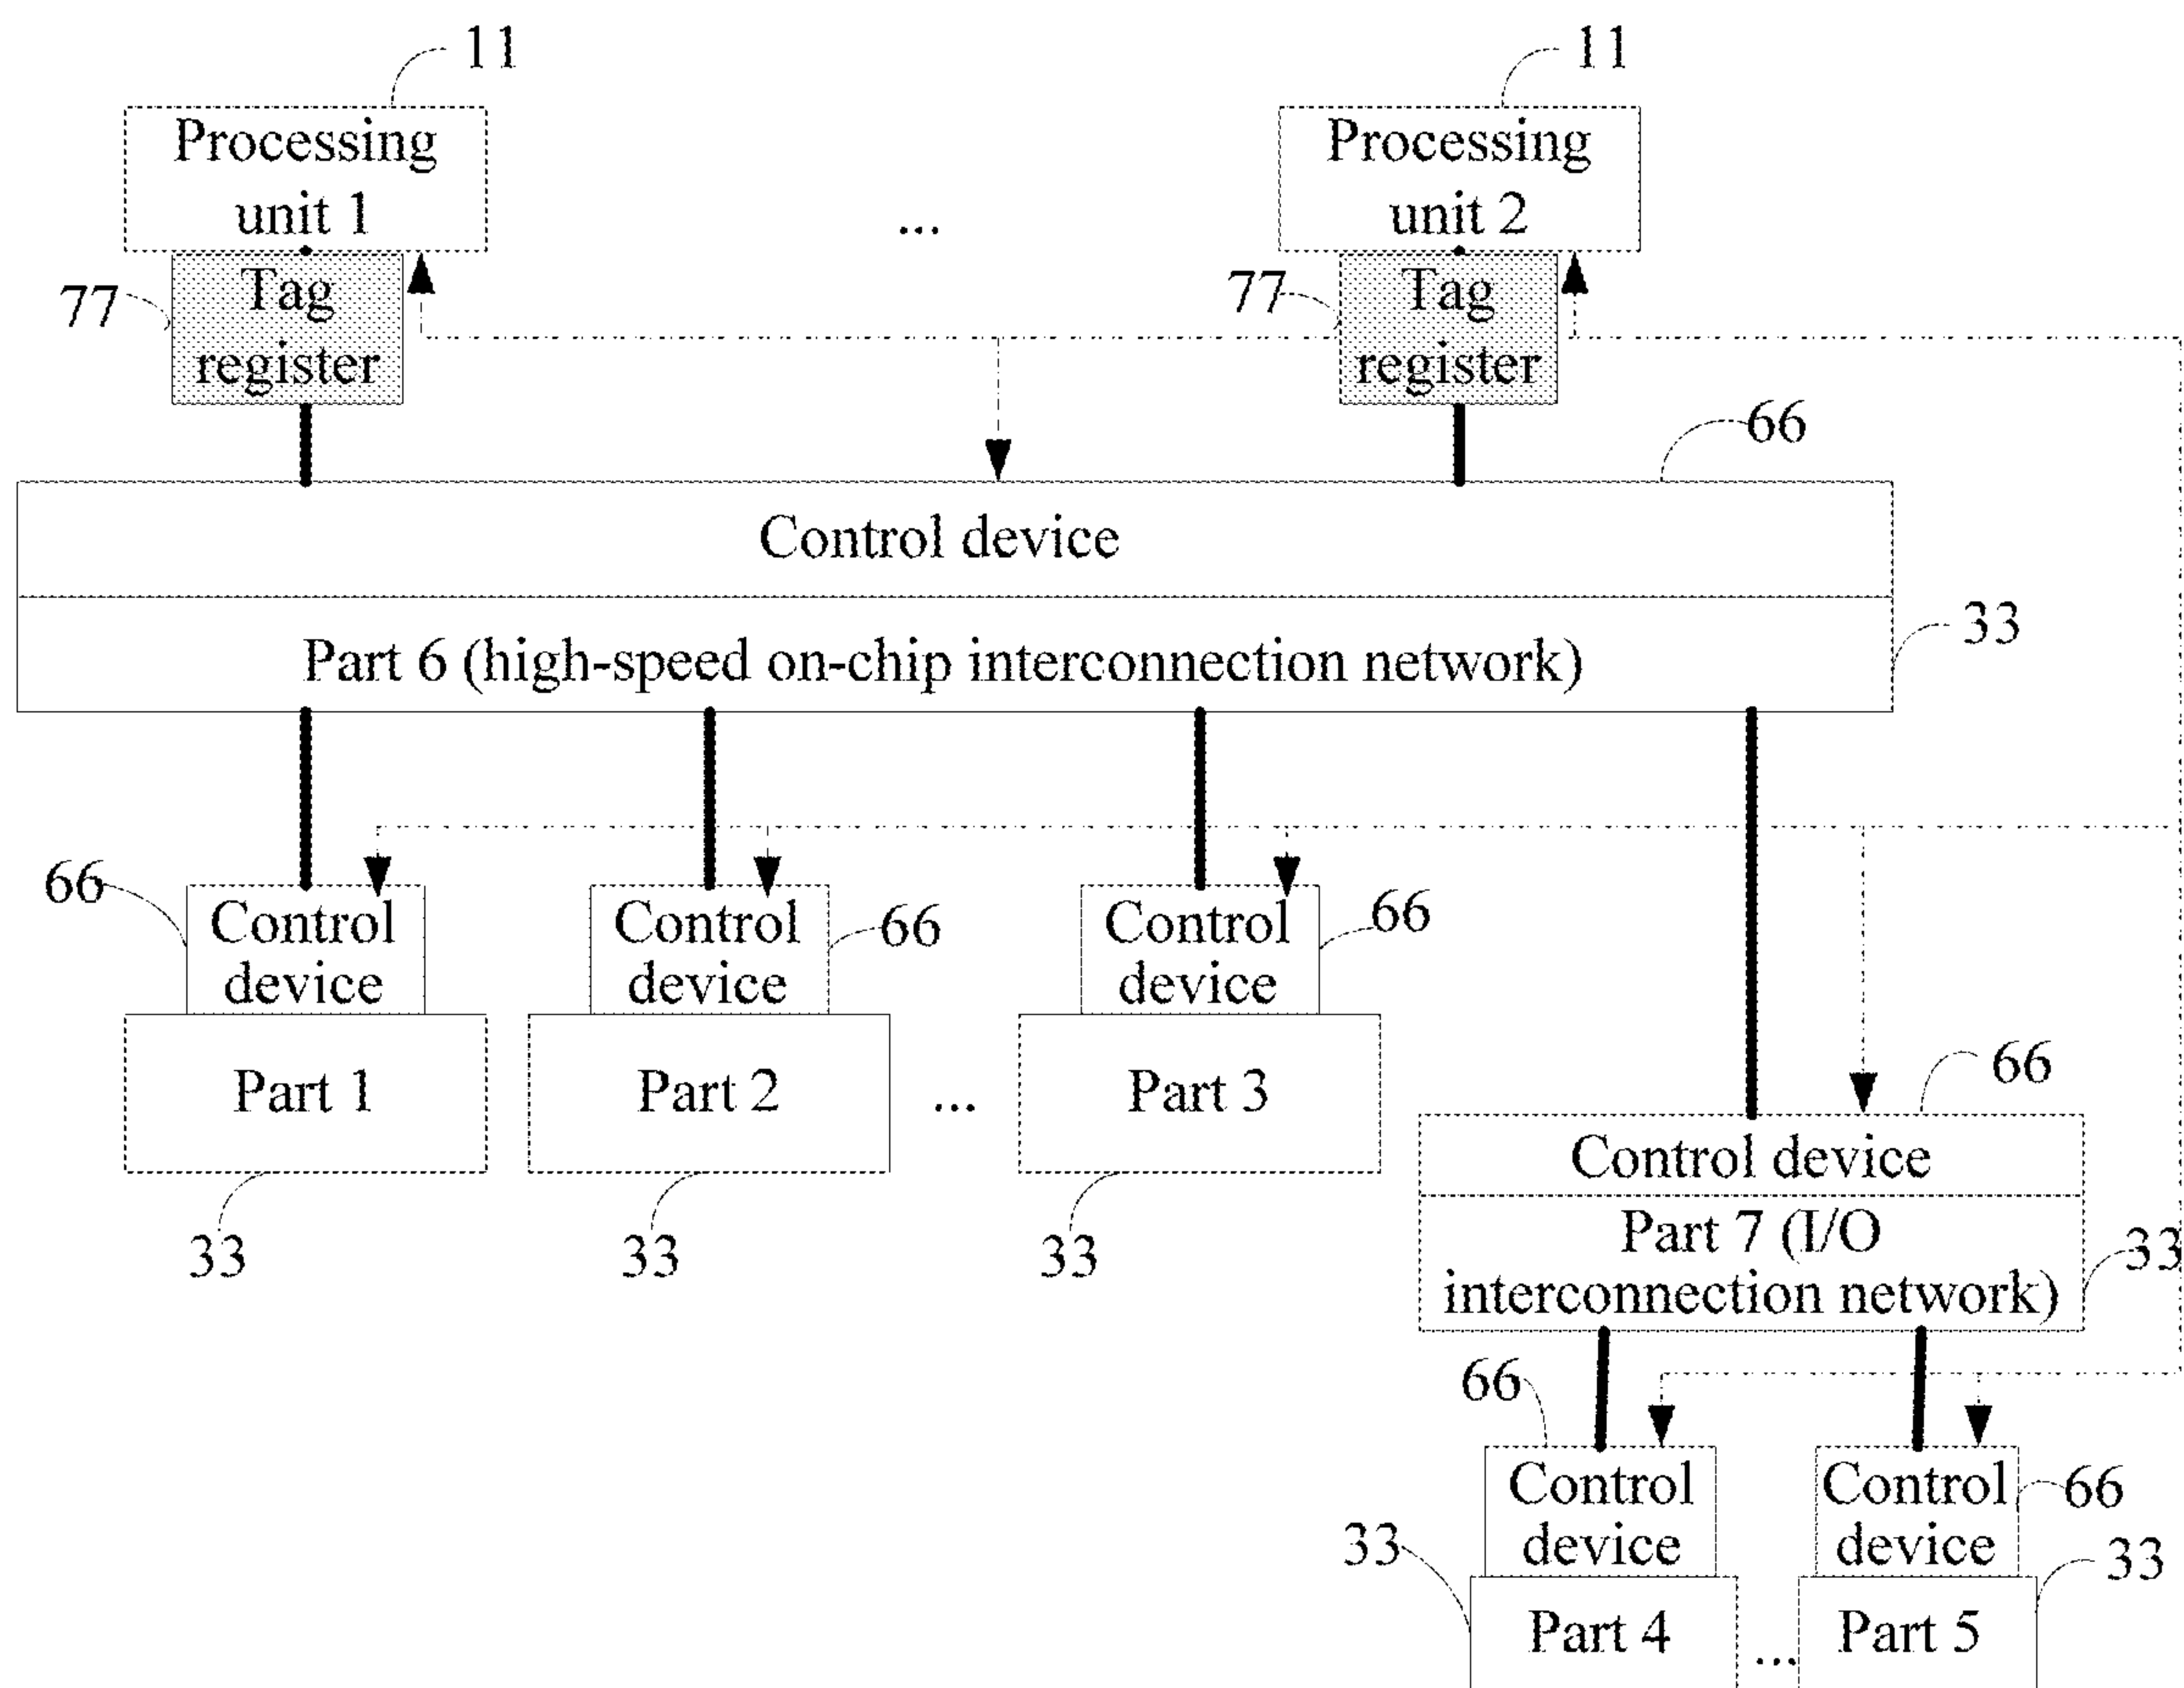 11
11
Processing
unit 1
...
Processing
unit 2
77
Tag
register
77
Tag
register
66
Control device
Part 6 (high-speed on-chip interconnection network)
33
66
Control
device
Control
device
66
Control
device
66
Part 1
Part 2
...
Part 3
33
33
33
66
Control device
Part 7 (I/O
interconnection network)
33
66
Control
device
Control
device
66
33
33
Part 4
...
Part 5